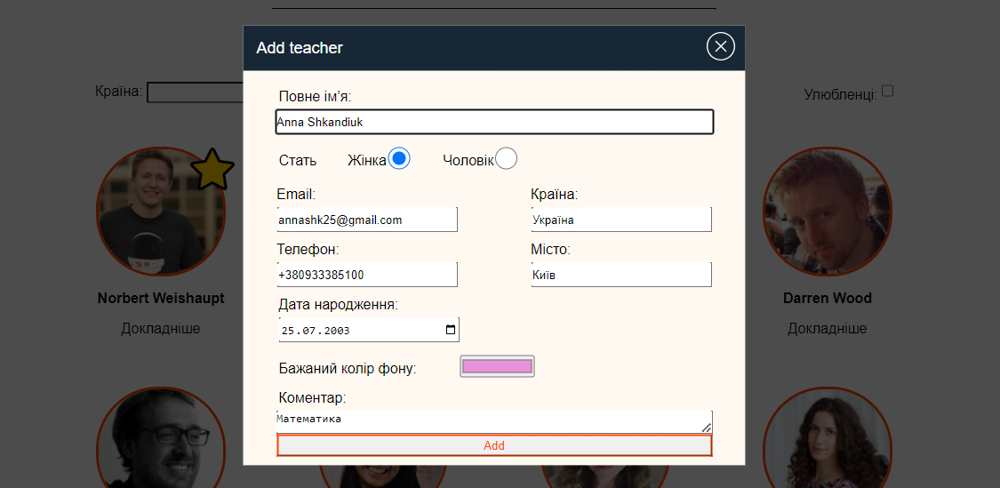 Add teacher
Країна:
Улюбленці:
Повне ім’я:
Anna Shkandiuk
Стать Жінка Чоловік
Email: Країна:
annashk25@gmail.com Україна
Телефон: Місто:
+380933385100 Київ
Norbert Weishaupt
Darren Wood
Дата народження:
25.07.2003
Докладніше
Докладніше
Бажаний колір фону:
Коментар:
Математика
Add